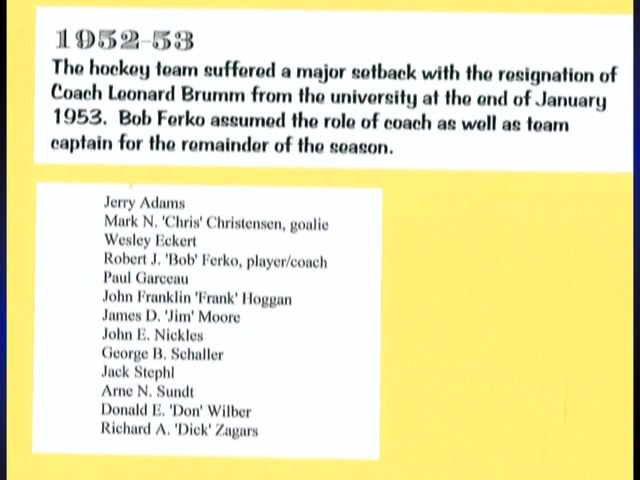 1952-53
The hockey team suffered a major setback with the resignation of
Coach Leonard Brumm from the university at the end of January
1953. Bob Ferko assumed the role of coach as well as team
captain for the remainder of the season.
Jerry Adams
Mark N. 'Chris' Christensen, goalie
Wesley Eckert
Robert J. 'Bob' Ferko, player/coach
Paul Garceau
John Franklin 'Frank' Hoggan
James D. 'Jim' Moore
John E. Nickles
George B. Schaller
Jack Stephl
Arne N. Sundt
Donald E. 'Don' Wilber
Richard A. 'Dick' Zagars